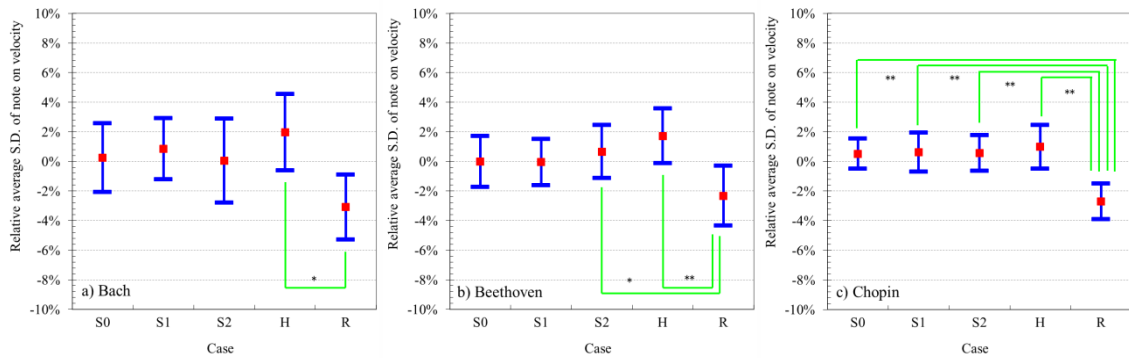 Relative average S.D. of note on velocity
10%
8%
6%
4%
2%
0%
-2%
-4%
-6%
-8%
-10%
*
a) Bach
S0 S1 S2 H R
Case
Relative average S.D. of note on velocity
10%
8%
6%
4%
2%
0%
-2%
-4%
-6%
-8%
-10%
* **
b) Beethoven
S0 S1 S2 H R
Case
Relative average S.D. of note on velocity
10%
8%
6%
4%
2%
0%
-2%
-4%
-6%
-8%
-10%
** ** ** **
c) Chopin
S0 S1 S2 H R
Case